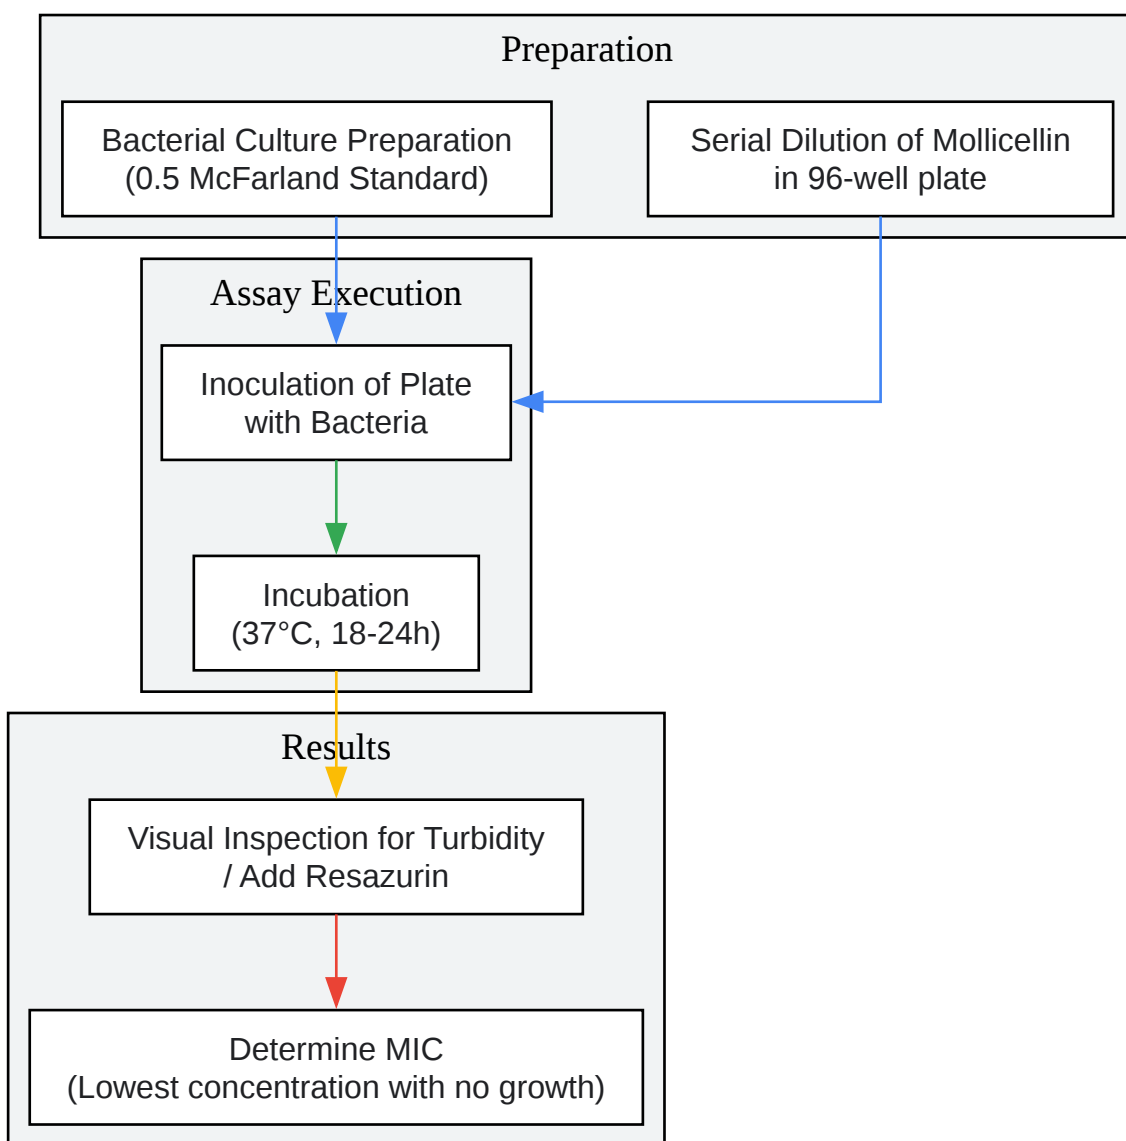 Preparation
Bacterial Culture Preparation
(0.5 McFarland Standard)
Serial Dilution of Mollicellin
in 96-well plate
Assay Execution
Inoculation of Plate
with Bacteria
Incubation
(37°C, 18-24h)
Results
Visual Inspection for Turbidity
/ Add Resazurin
Determine MIC
(Lowest concentration with no growth)